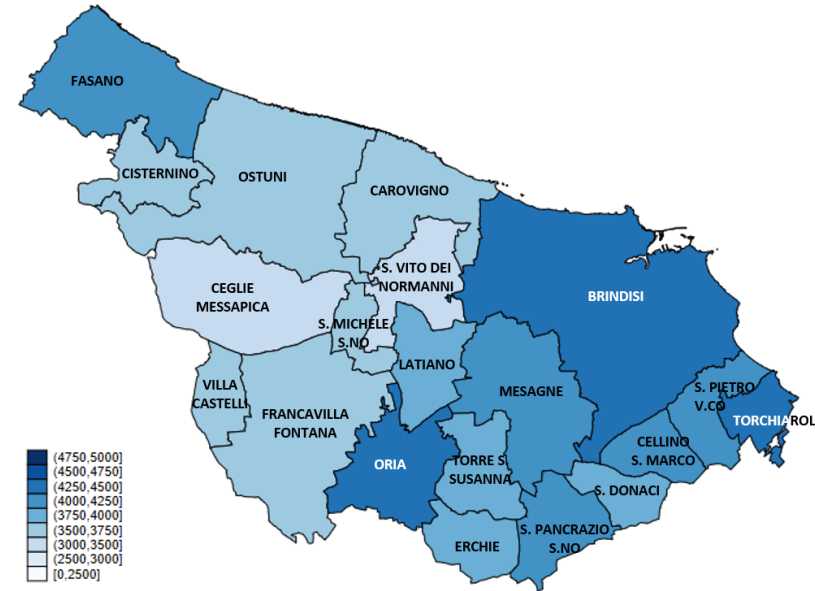 FASANO
CISTERNINO
OSTUNI
CAROVIGNO
S. VITO DEI
NORMANNI
CEGLIE
MESSAPICA
BRINDISI
S. MICHELE
S.NO
LATIANO
MESAGNE
VILLA
CASTELLI
FRANCAVILLA
FONTANA
S. PIETRO
V.CO
TORCHIAROL
CELLINO
S. MARCO
ORIA
TORRE S.
SUSANNA
S. DONACI
S. PANCRAZIO
S.NO
ERCHIE
(4750,5000]
(4500,4750]
(4250,4500]
(4000,4250]
(3750,4000]
(3500,3750]
(3000,3500]
(2500,3000]
[0,2500]